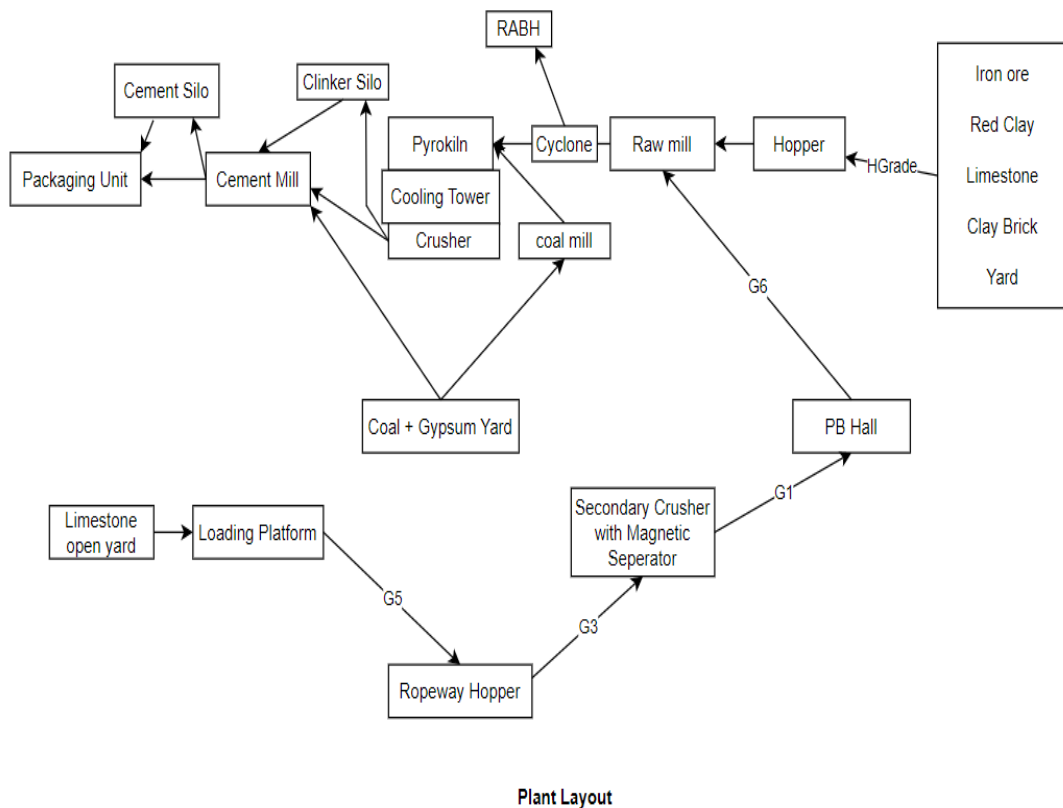 RABH
Iron ore
Red Clay
Limestone
Clay Brick
Yard
Cement Silo
Clinker Silo
Pyrokiln
Cyclone
Raw mill
Hopper
HGrade
Packaging Unit
Cement Mill
Cooling Tower
Crusher
coal mill
G6
Coal + Gypsum Yard
PB Hall
G1
Limestone
open yard
Loading Platform
Secondary Crusher
with Magnetic
Seperator
G5
G3
Ropeway Hopper
Plant Layout